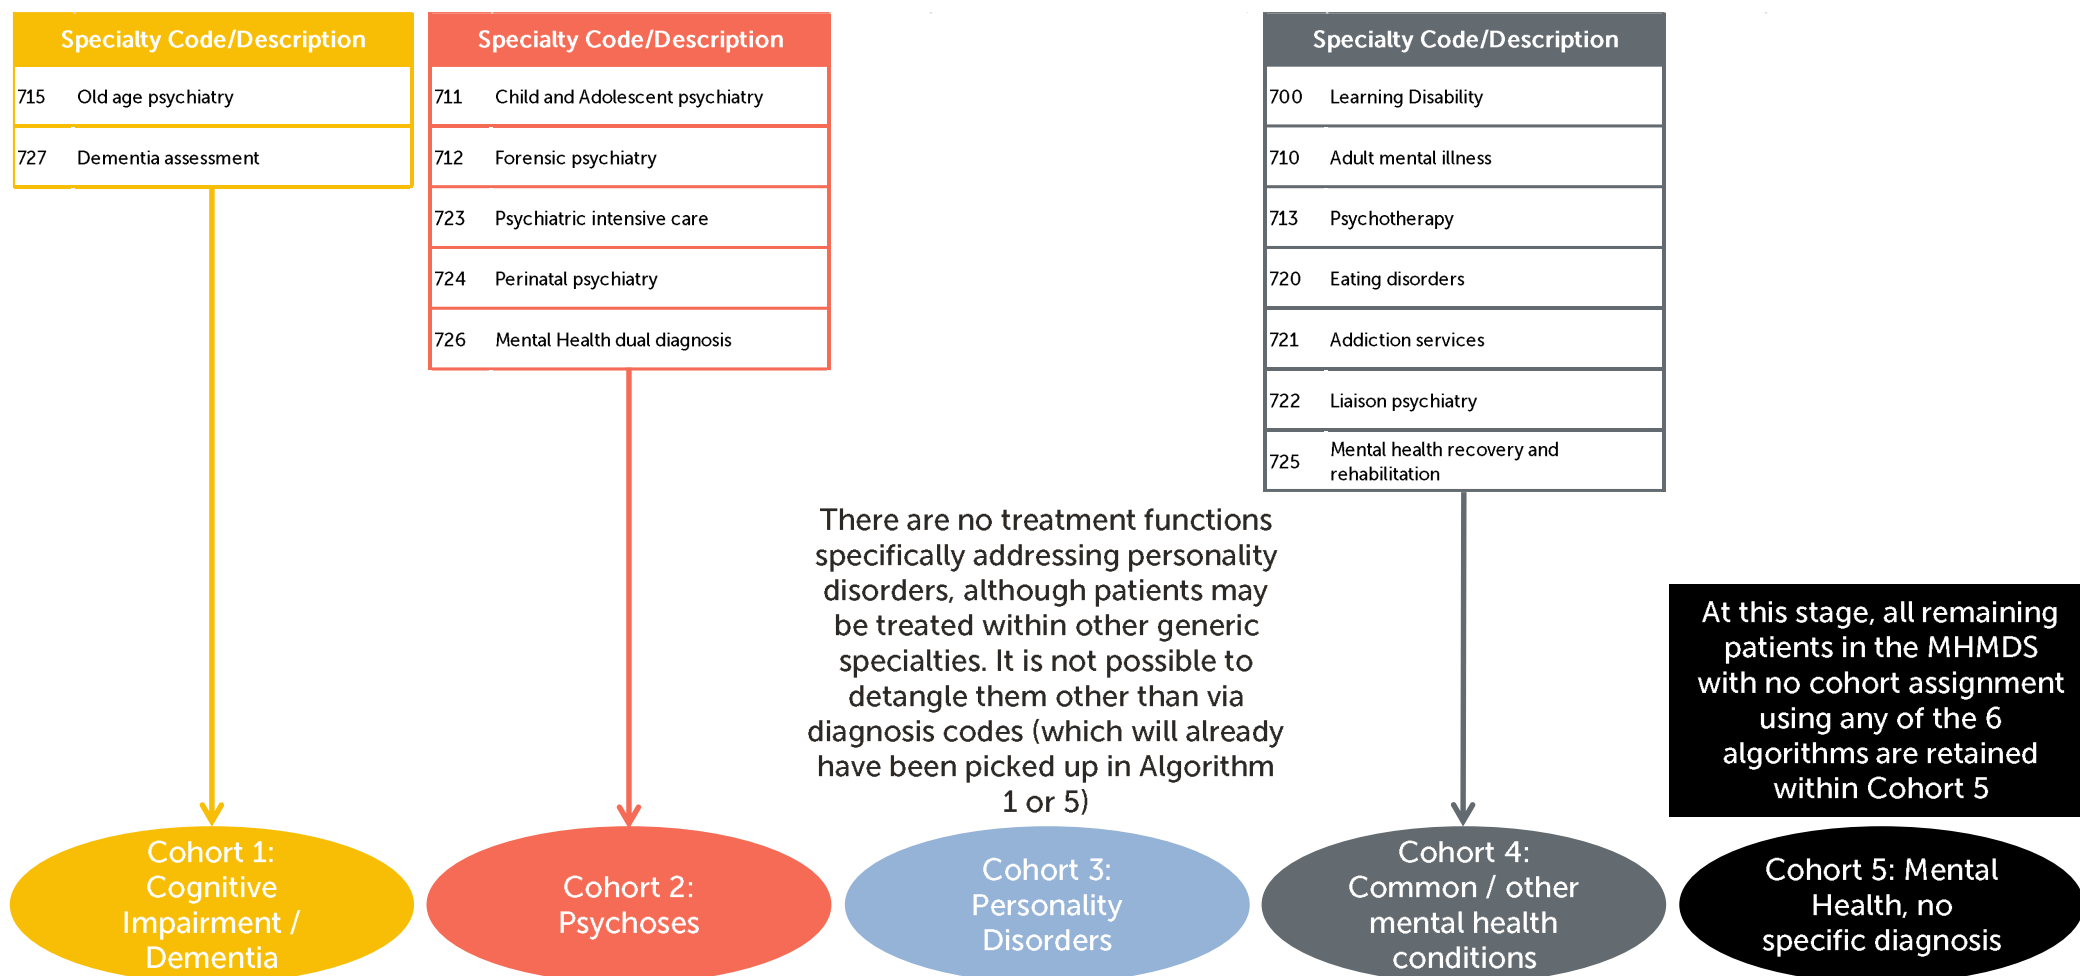 Specialty Code/Description
715 Old age psychiatry
727 Dementia assessment
Specialty Code/Description
711 Child and Adolescent psychiatry
712 Forensic psychiatry
723 Psychiatric intensive care
724 Perinatal psychiatry
726 Mental Health dual diagnosis
Specialty Code/Description
700 Learning Disability
710 Adult mental illness
713 Psychotherapy
720 Eating disorders
721 Addiction services
722 Liaison psychiatry
725 Mental health recovery and
rehabilitation
There are no treatment functions
specifically addressing personality
disorders, although patients may
be treated within other generic
specialties. It is not possible to
detangle them other than via
diagnosis codes (which will already
have been picked up in Algorithm
1 or 5)
At this stage, all remaining
patients in the MHMDS
with no cohort assignment
using any of the 6
algorithms are retained
within Cohort 5
Cohort 1:
Cognitive
Impairment /
Dementia
Cohort 2:
Psychoses
Cohort 3:
Personality
Disorders
Cohort 4:
Common / other
mental health
conditions
Cohort 5: Mental
Health, no
specific diagnosis